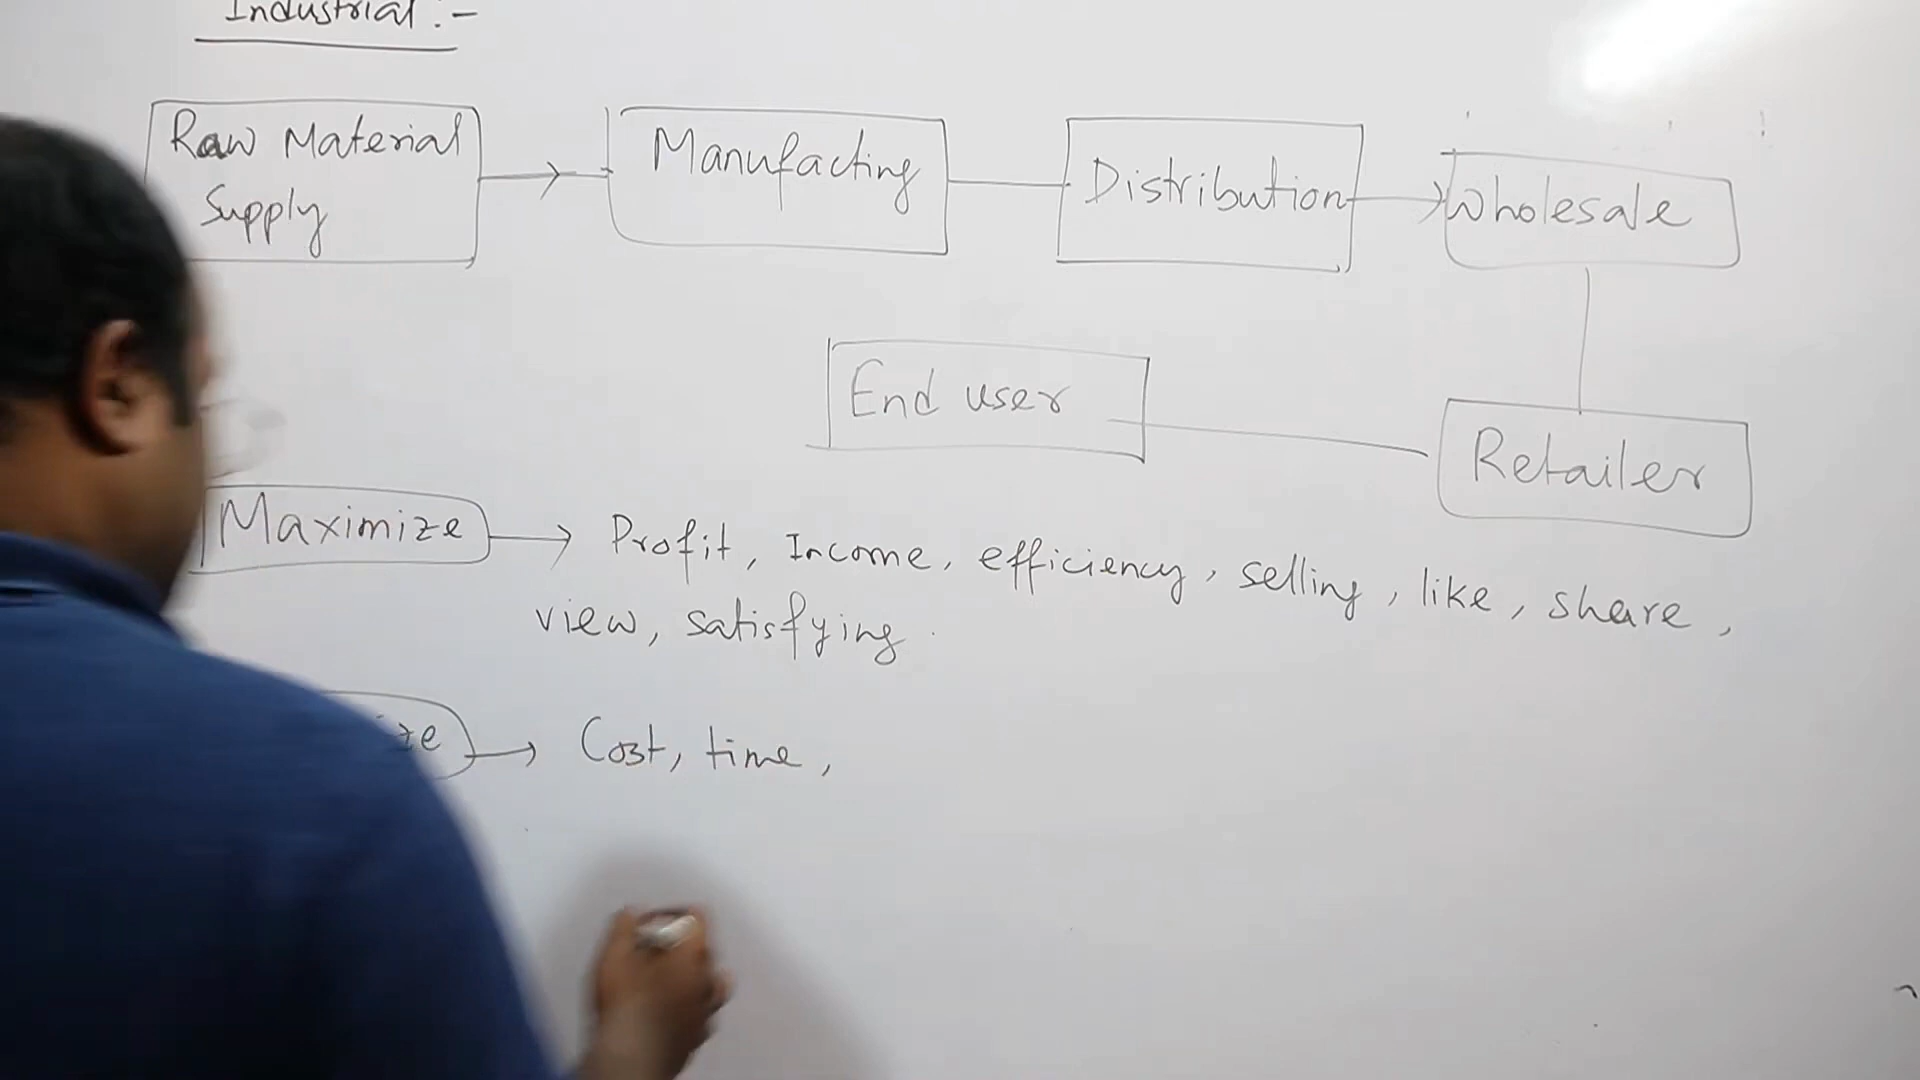 Industrial :-
Raw Material
Supply
Manufacting
Distribution
Wholesale
End user
Retailer
Maximize → Profit, Income, efficiency, selling, like, share,
view, satisfying.
ze → Cost, time,